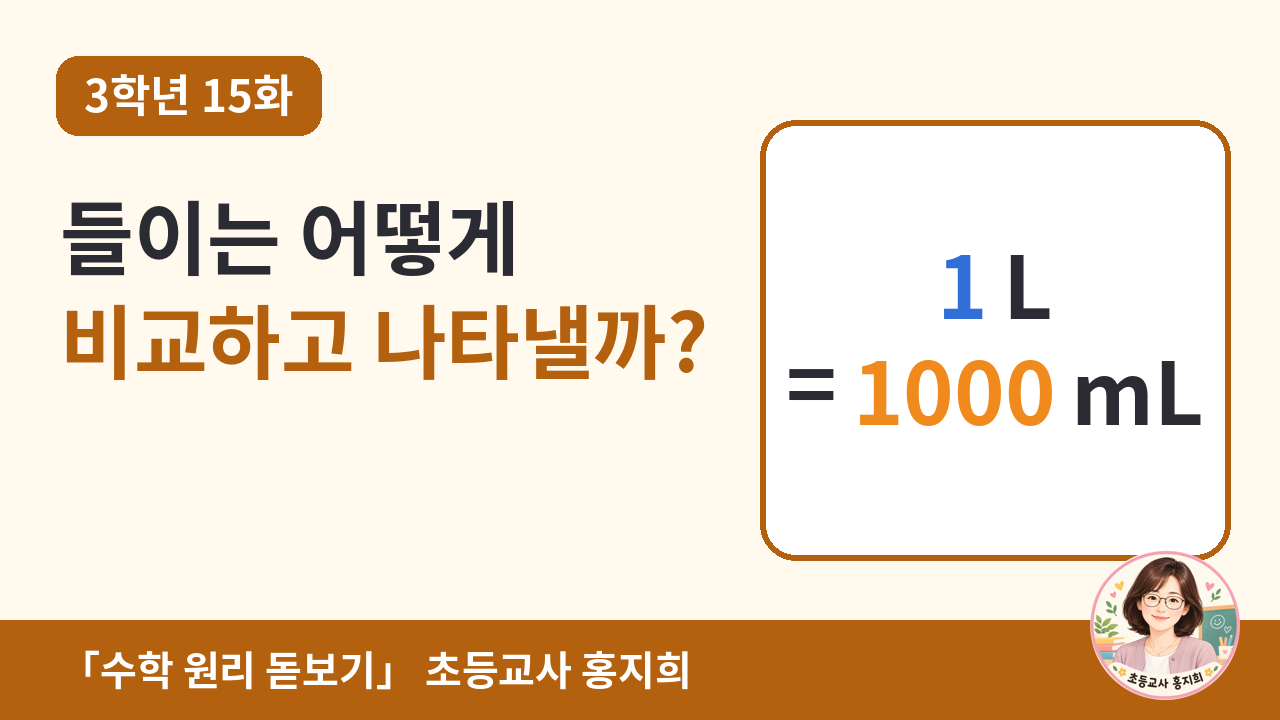 3학년 15화
들이는 어떻게
비교하고 나타낼까?
1 L
= 1000 mL
「수학 원리 돋보기」 초등교사 홍지희
초등교사 홍지희